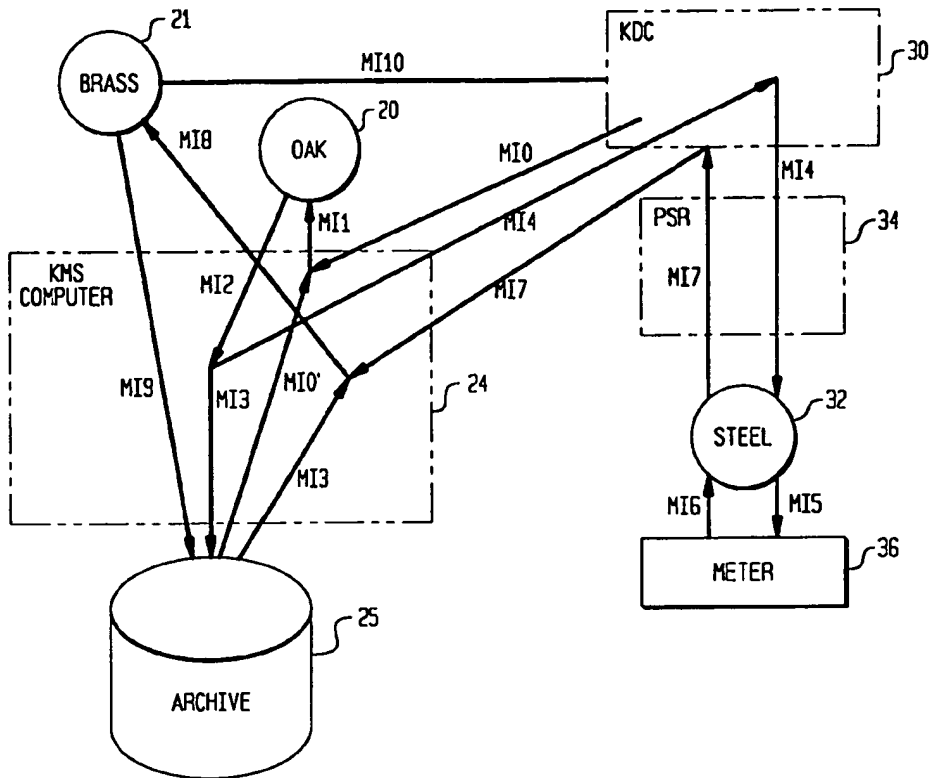 21
KDC
30
BRASS
MI10
20
MI8
OAK
MI0
MI4
MI1
MI4
PSR
34
KMS
COMPUTER
MI2
MI7
MI7
MI9
MI3
MI0'
24
32
STEEL
MI3
MI6
MI5
METER
36
25
ARCHIVE